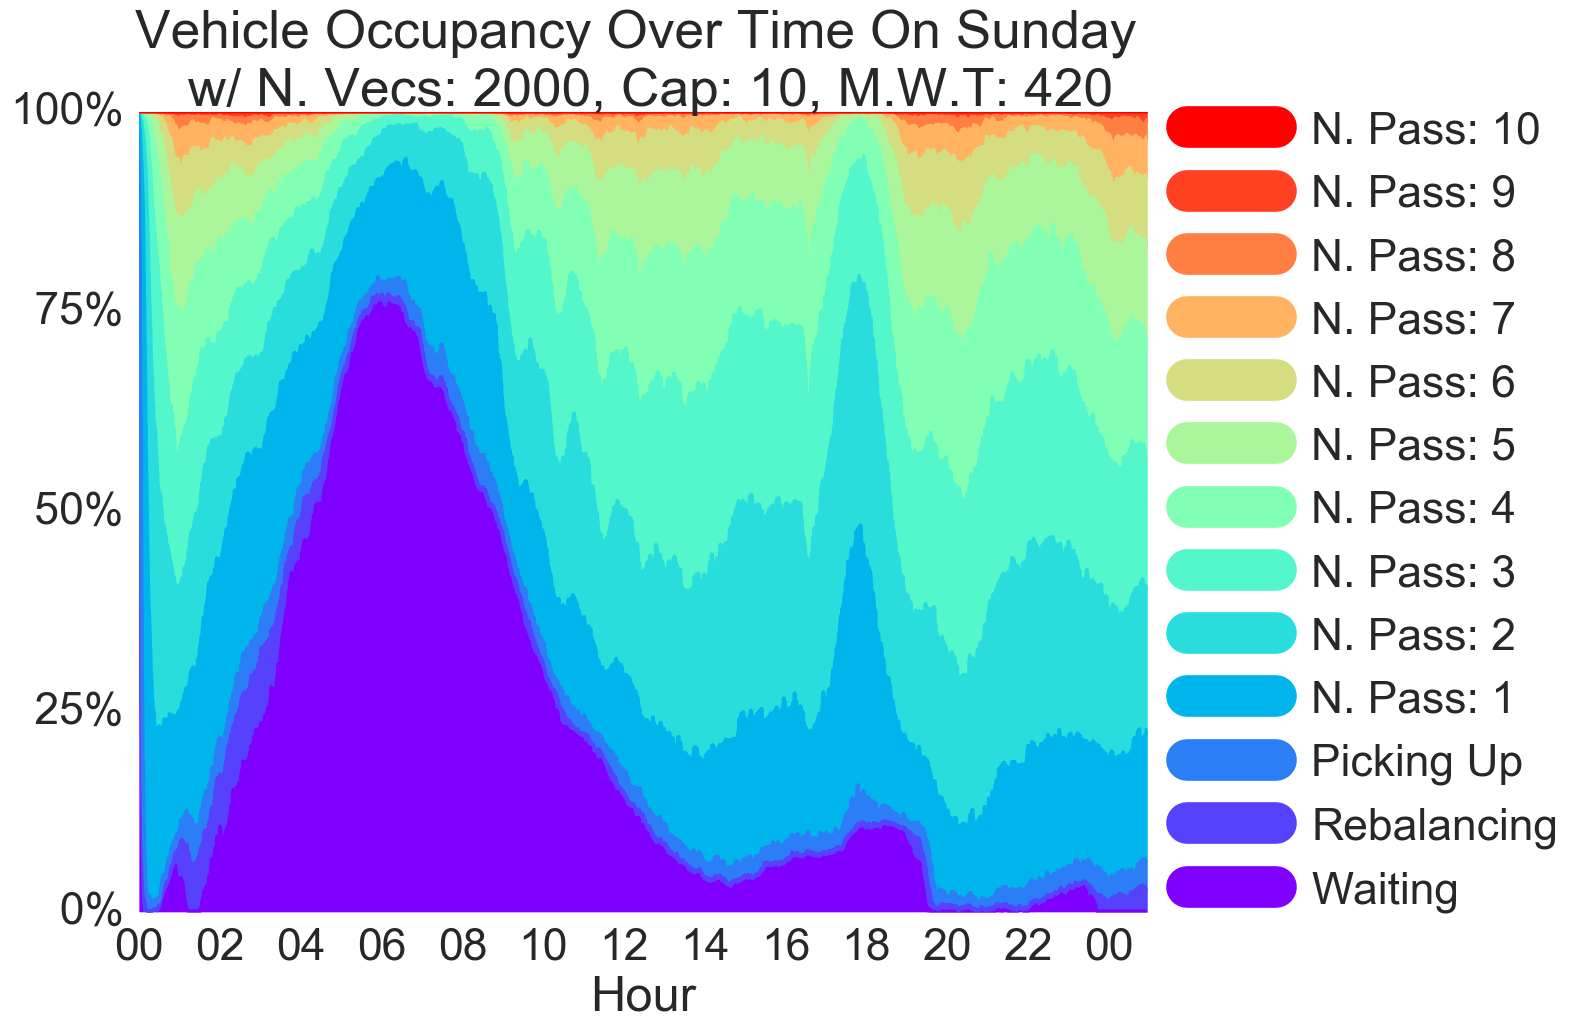 Vehicle Occupancy Over Time On Sunday
w/ N. Vecs: 2000, Cap: 10, M.W.T: 420
100%
75%
50%
25%
0%
00 02 04 06 08 10 12 14 16 18 20 22 00
Hour
N. Pass: 10
N. Pass: 9
N. Pass: 8
N. Pass: 7
N. Pass: 6
N. Pass: 5
N. Pass: 4
N. Pass: 3
N. Pass: 2
N. Pass: 1
Picking Up
Rebalancing
Waiting